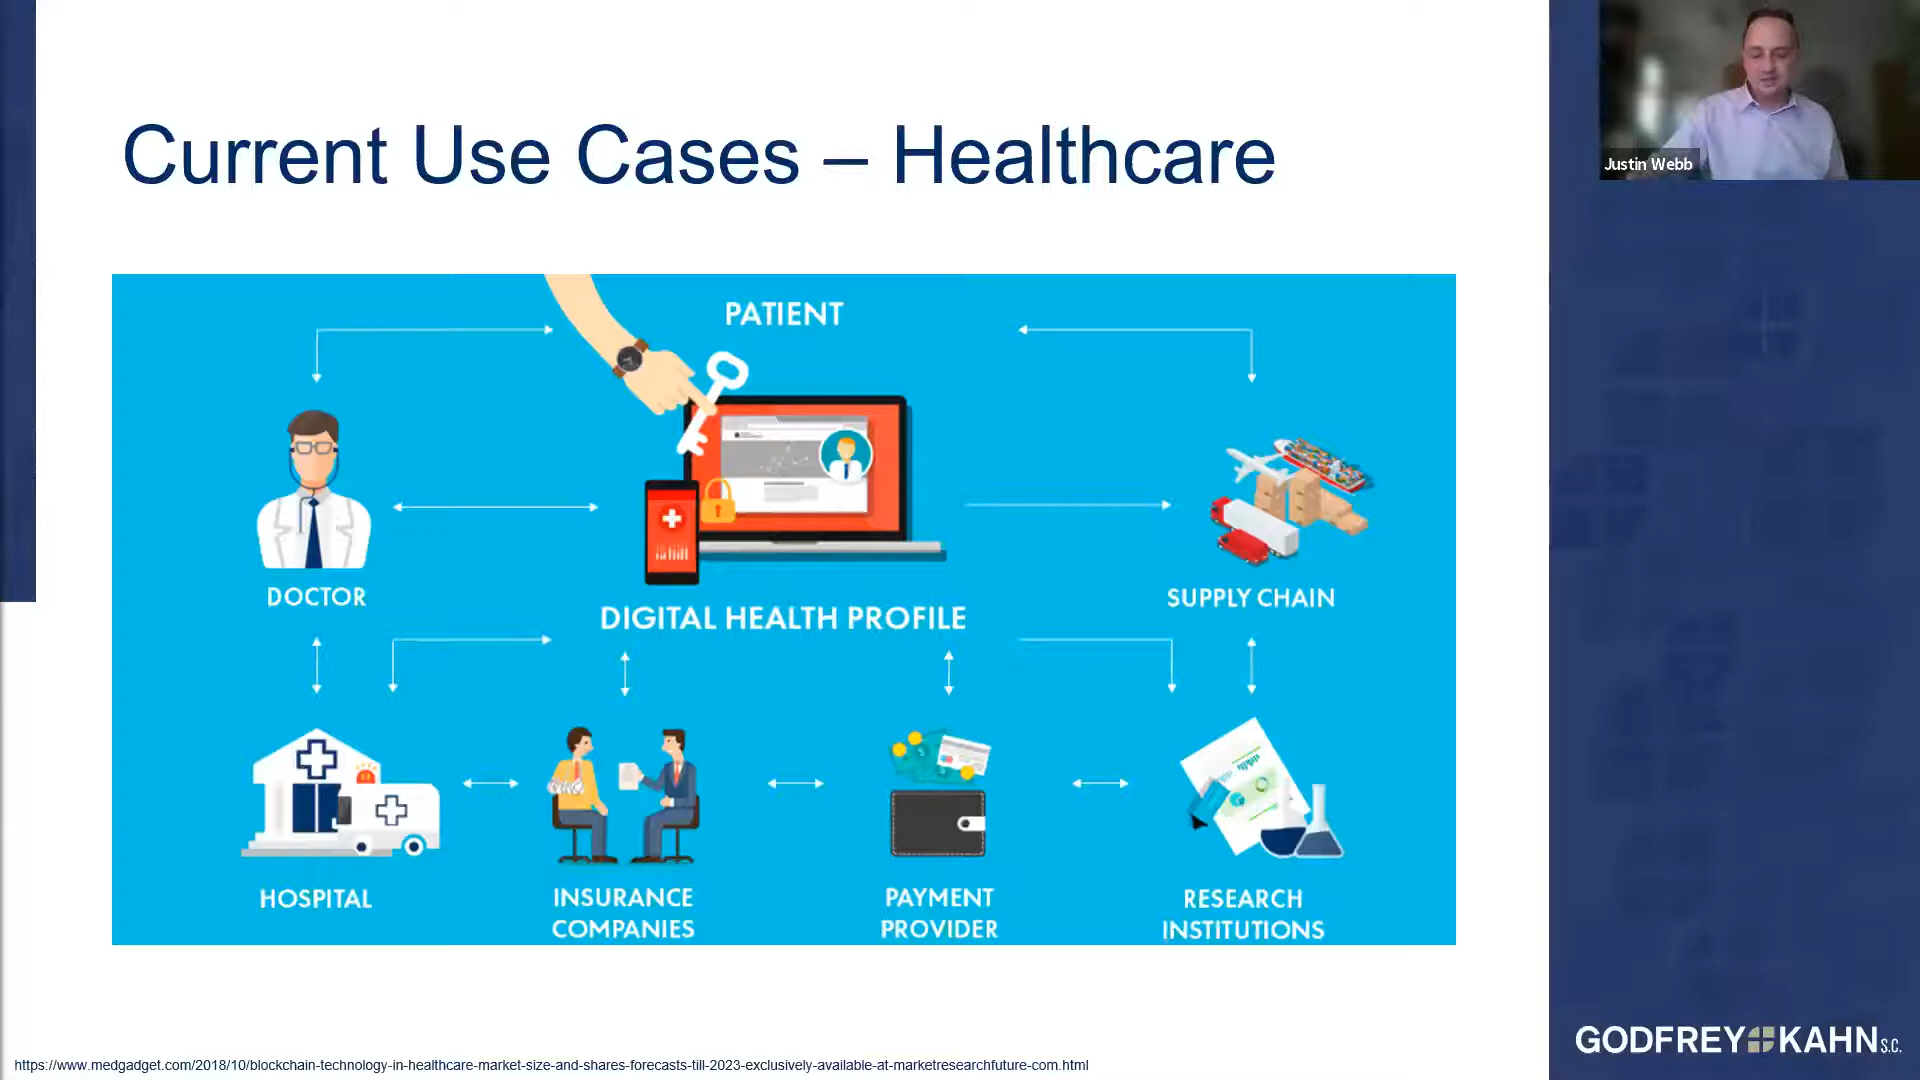 Current Use Cases – Healthcare
Justin Webb
PATIENT
DOCTOR
DIGITAL HEALTH PROFILE
SUPPLY CHAIN
HOSPITAL
INSURANCE
COMPANIES
PAYMENT
PROVIDER
RESEARCH
INSTITUTIONS
GODFREY KAHN S.C.
https://www.medgadget.com/2018/10/blockchain-technology-in-healthcare-market-size-and-shares-forecasts-till-2023-exclusively-available-at-marketresearchfuture-com.html